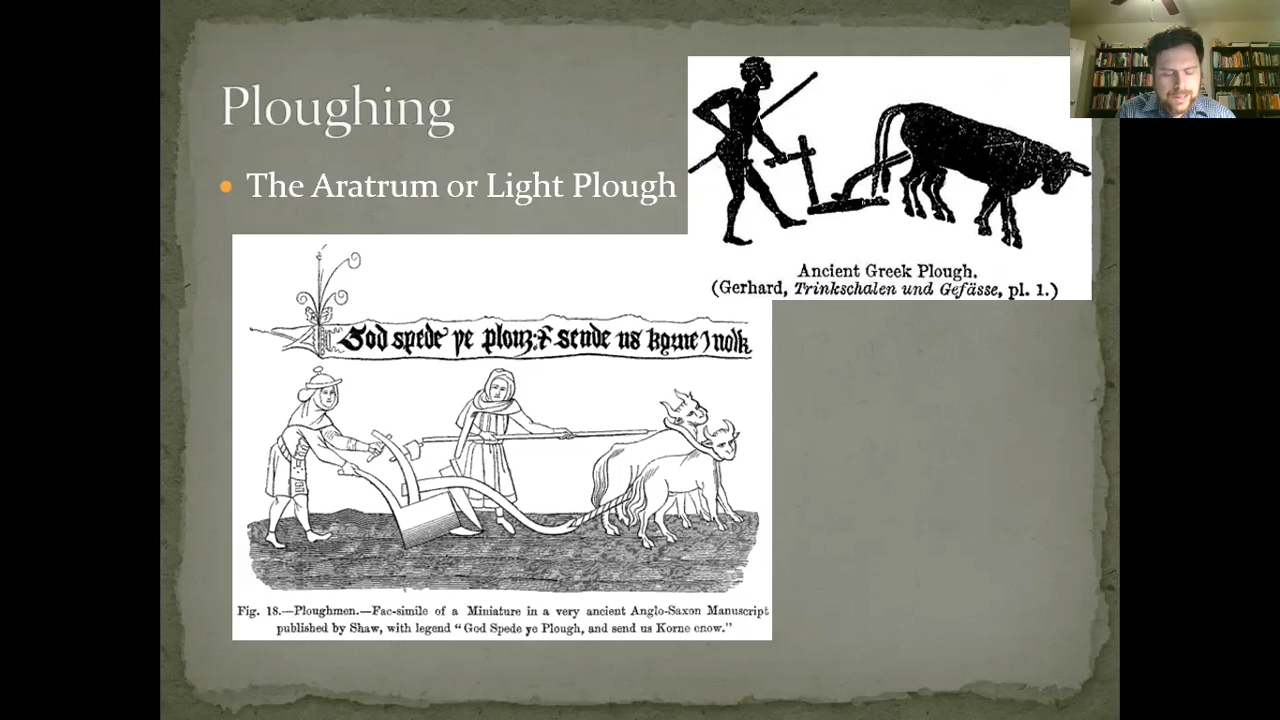 Ploughing
The Aratrum or Light Plough
Ancient Greek Plough.
(Gerhard, Trinkschalen und Gefässe, pl. 1.)
God spede ye plouȝ: & sende us korne
Fig. 18.—Ploughmen.—Fac-simile of a Miniature in a very ancient Anglo-Saxon Manuscript
published by Shaw, with legend "God Spede ye Plough, and send us Korne enow."